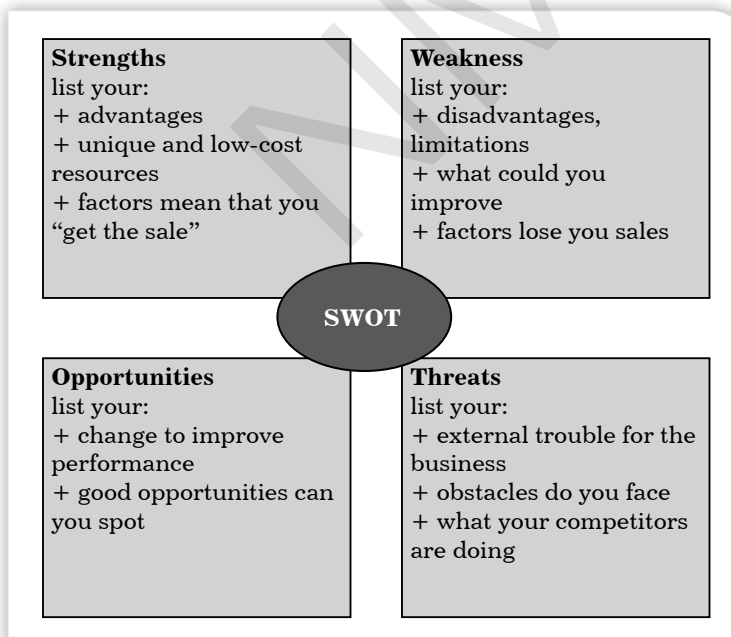 Strengths
list your:
+ advantages
+ unique and low-cost
resources
+ factors mean that you
“get the sale”
Weakness
list your:
+ disadvantages,
limitations
+ what could you
improve
+ factors lose you sales
SWOT
Opportunities
list your:
+ change to improve
performance
+ good opportunities can
you spot
Threats
list your:
+ external trouble for the
business
+ obstacles do you face
+ what your competitors
are doing